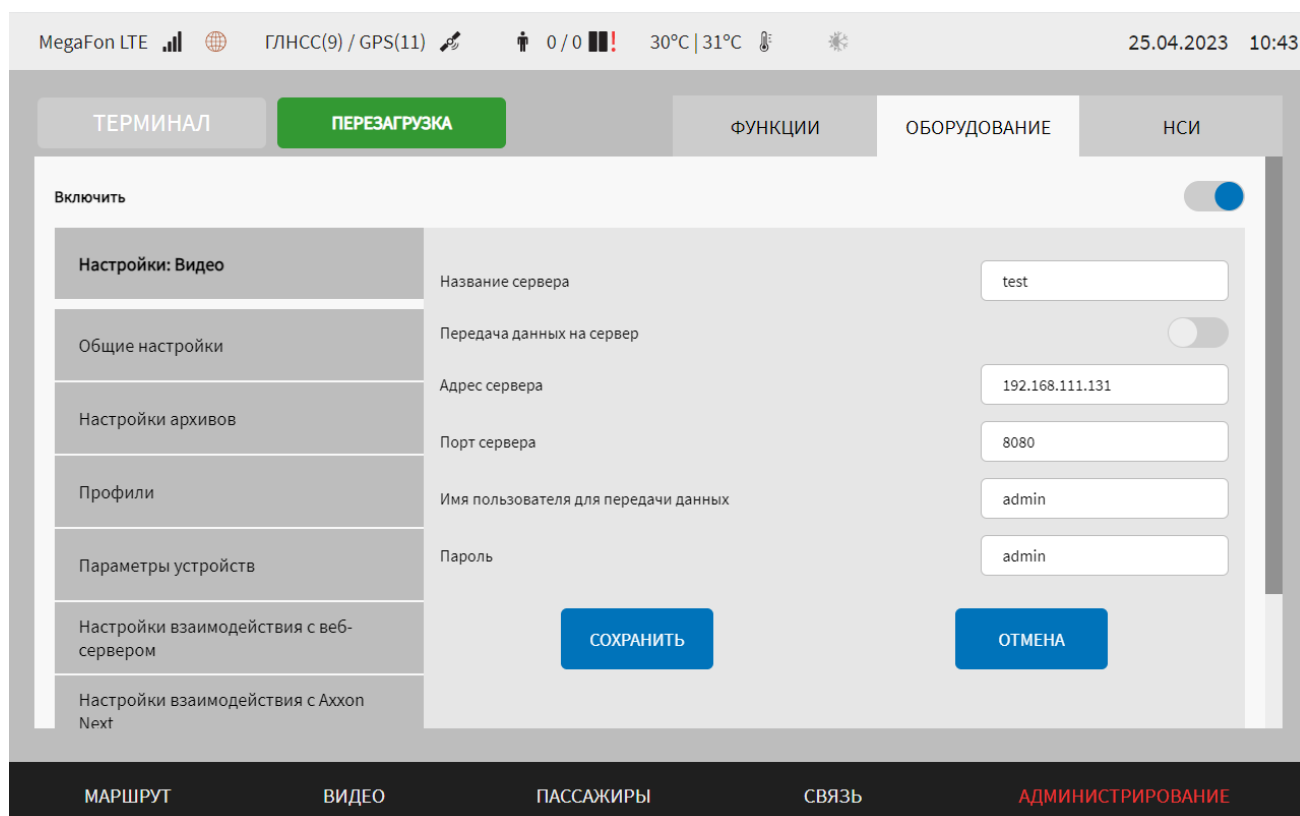 MegaFon LTE ГЛНСС(9) / GPS(11) 0 / 0 ! 30°C | 31°C 25.04.2023 10:43
ТЕРМИНАЛ ПЕРЕЗАГРУЗКА ФУНКЦИИ ОБОРУДОВАНИЕ НСИ
Включить
Настройки: Видео
Общие настройки
Настройки архивов
Профили
Параметры устройств
Настройки взаимодействия с веб-
сервером
Настройки взаимодействия с Axxon
Next
Название сервера test
Передача данных на сервер
Адрес сервера 192.168.111.131
Порт сервера 8080
Имя пользователя для передачи данных admin
Пароль admin
СОХРАНИТЬ ОТМЕНА
МАРШРУТ ВИДЕО ПАССАЖИРЫ СВЯЗЬ АДМИНИСТРИРОВАНИЕ